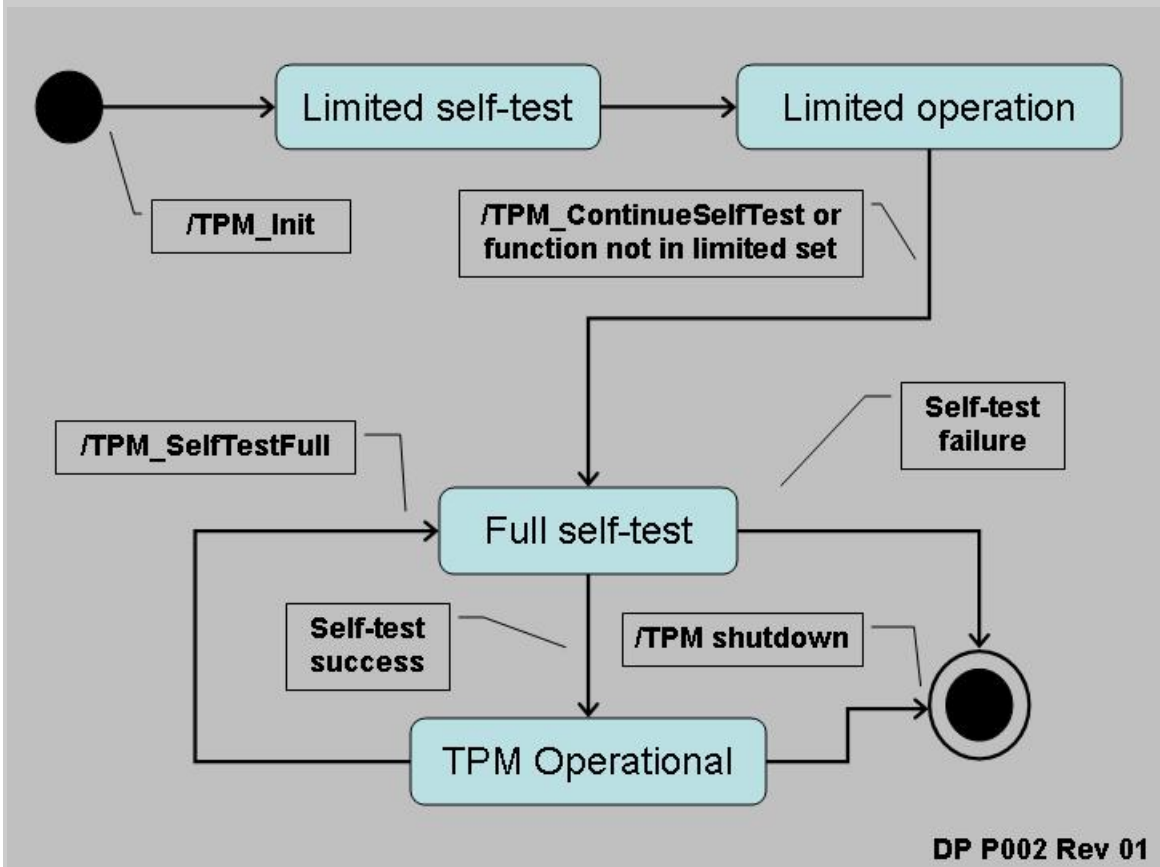 Limited self-test
Limited operation
/TPM_Init
/TPM_ContinueSelfTest or
function not in limited set
Self-test
failure
/TPM_SelfTestFull
Full self-test
Self-test
success
/TPM shutdown
TPM Operational
DP P002 Rev 01